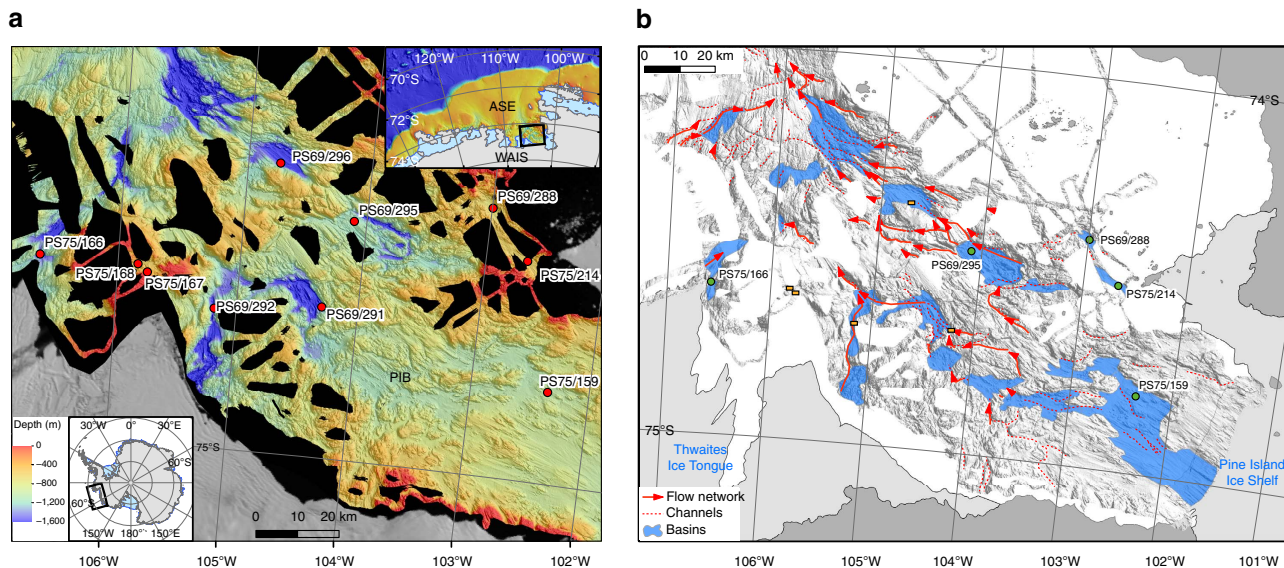 a
120°W
110°W
100°W
70°S
72°S
74°S
ASE
WAIS
PS69/296
PS69/295
PS69/288
PS75/166
PS75/168
PS75/167
PS75/214
PS69/292
PS69/291
PS75/159
PIB
75°S
Depth (m)
0
−400
−800
−1,200
−1,600
30°W
0°
30°E
60°S
60°S
150°W
180°
150°E
0 10 20 km
106°W
105°W
104°W
103°W
102°W
b
0 10 20 km
74°S
PS69/288
PS69/295
PS75/166
PS75/214
PS75/159
75°S
Thwaites
Ice Tongue
Pine Island
Ice Shelf
Flow network
Channels
Basins
106°W
105°W
104°W
103°W
102°W
101°W